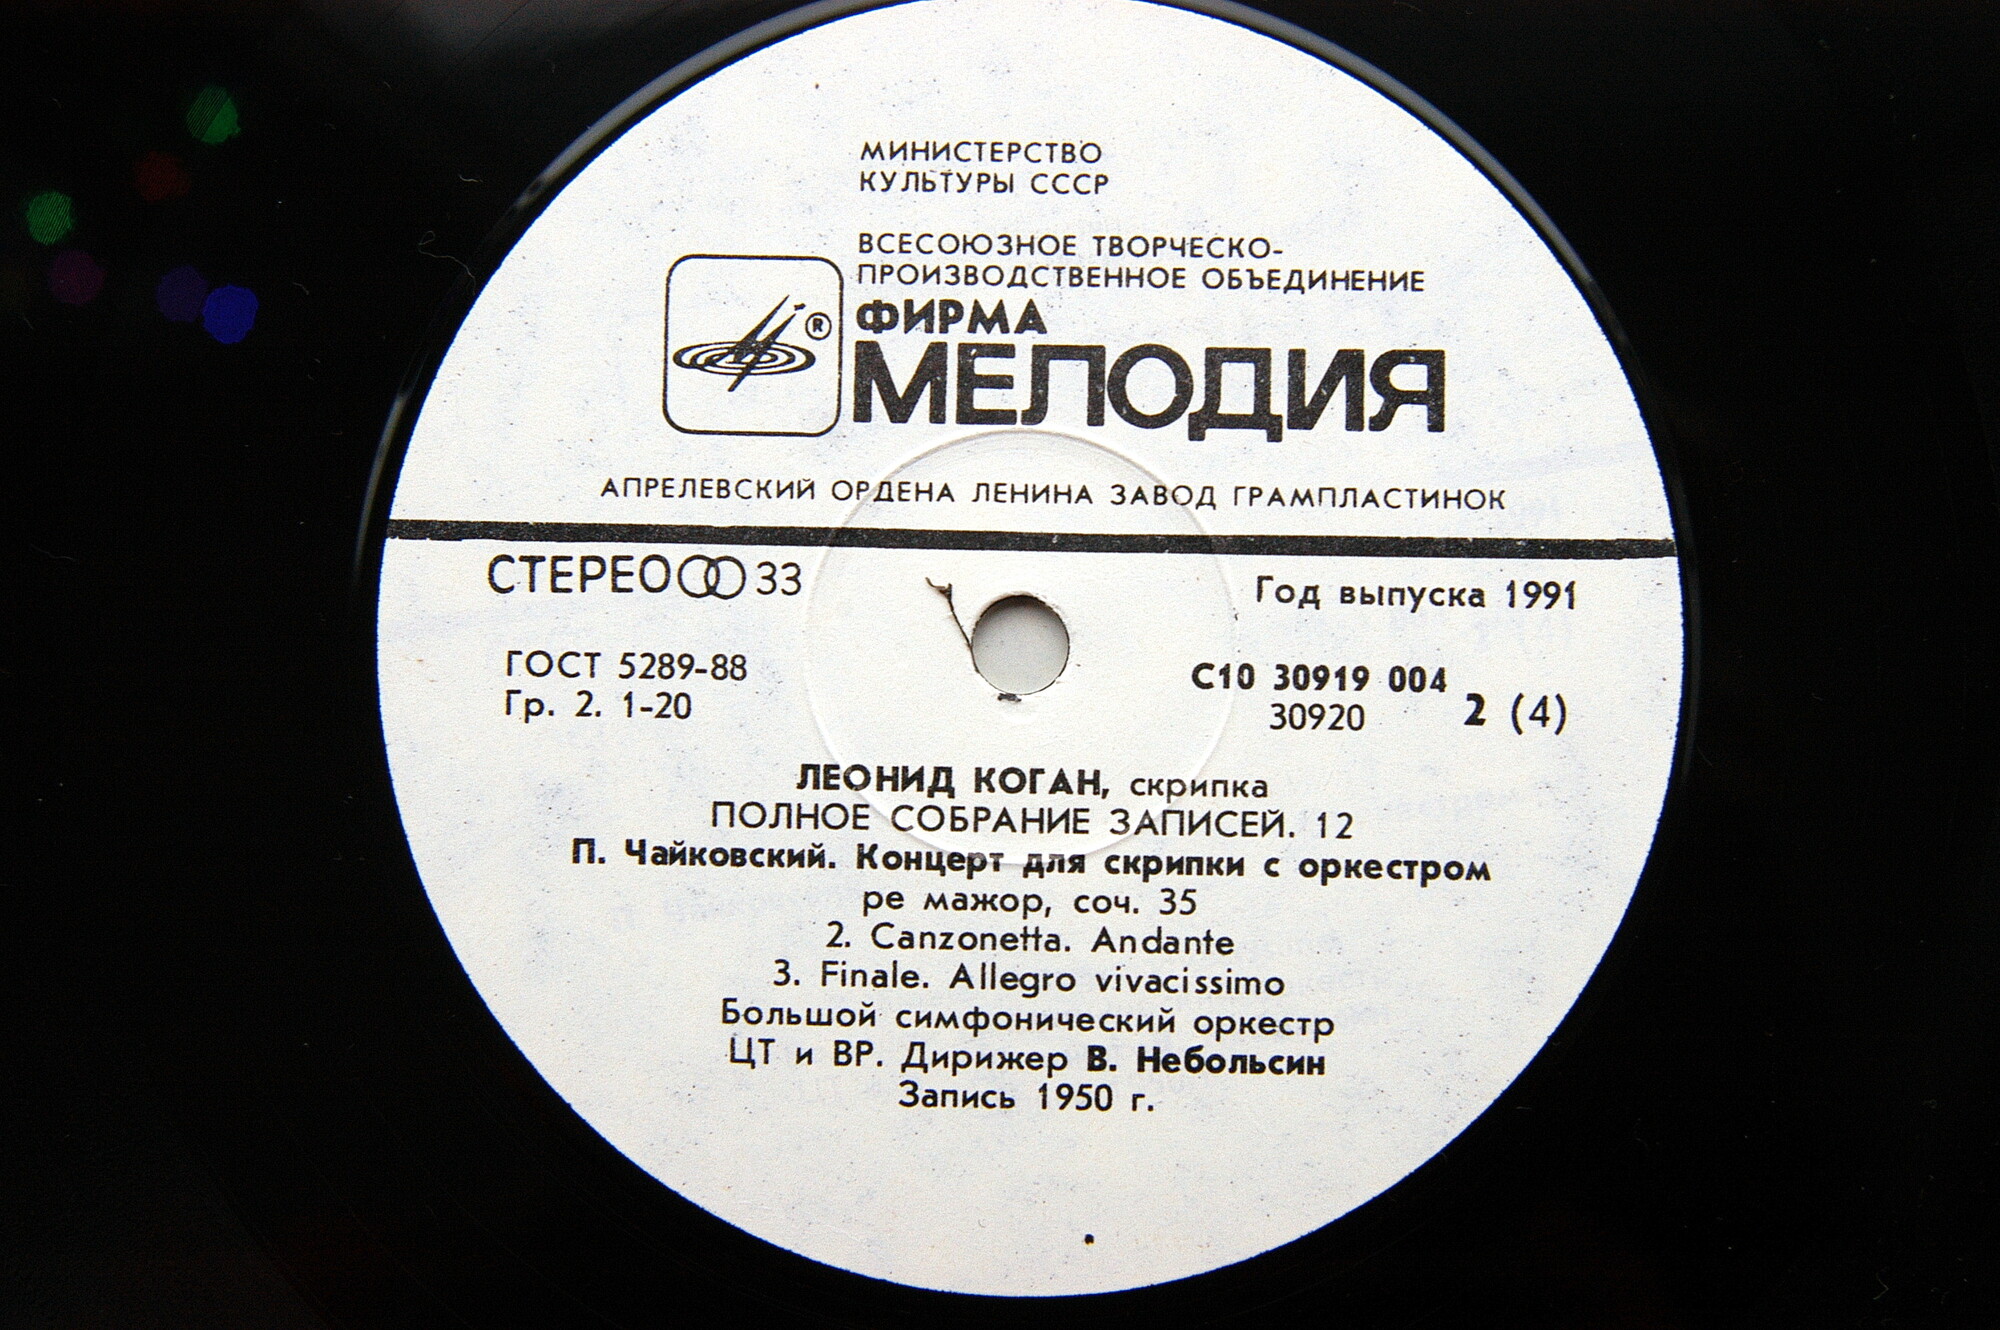 МИНИСТЕРСТВО
КУЛЬТУРЫ СССР
ВСЕСОЮЗНОЕ ТВОРЧЕСКО-
ПРОИЗВОДСТВЕННОЕ ОБЪЕДИНЕНИЕ
®
ФИРМА
МЕЛОДИЯ
АПРЕЛЕВСКИЙ ОРДЕНА ЛЕНИНА ЗАВОД ГРАМПЛАСТИНОК
СТЕРЕО 33
Год выпуска 1991
ГОСТ 5289-88
Гр. 2. 1-20
С10 30919 004
30920
2 (4)
ЛЕОНИД КОГАН, скрипка
ПОЛНОЕ СОБРАНИЕ ЗАПИСЕЙ. 12
П. Чайковский. Концерт для скрипки с оркестром
ре мажор, соч. 35
2. Canzonetta. Andante
3. Finale. Allegro vivacissimo
Большой симфонический оркестр
ЦТ и ВР. Дирижер В. Небольсин
Запись 1950 г.